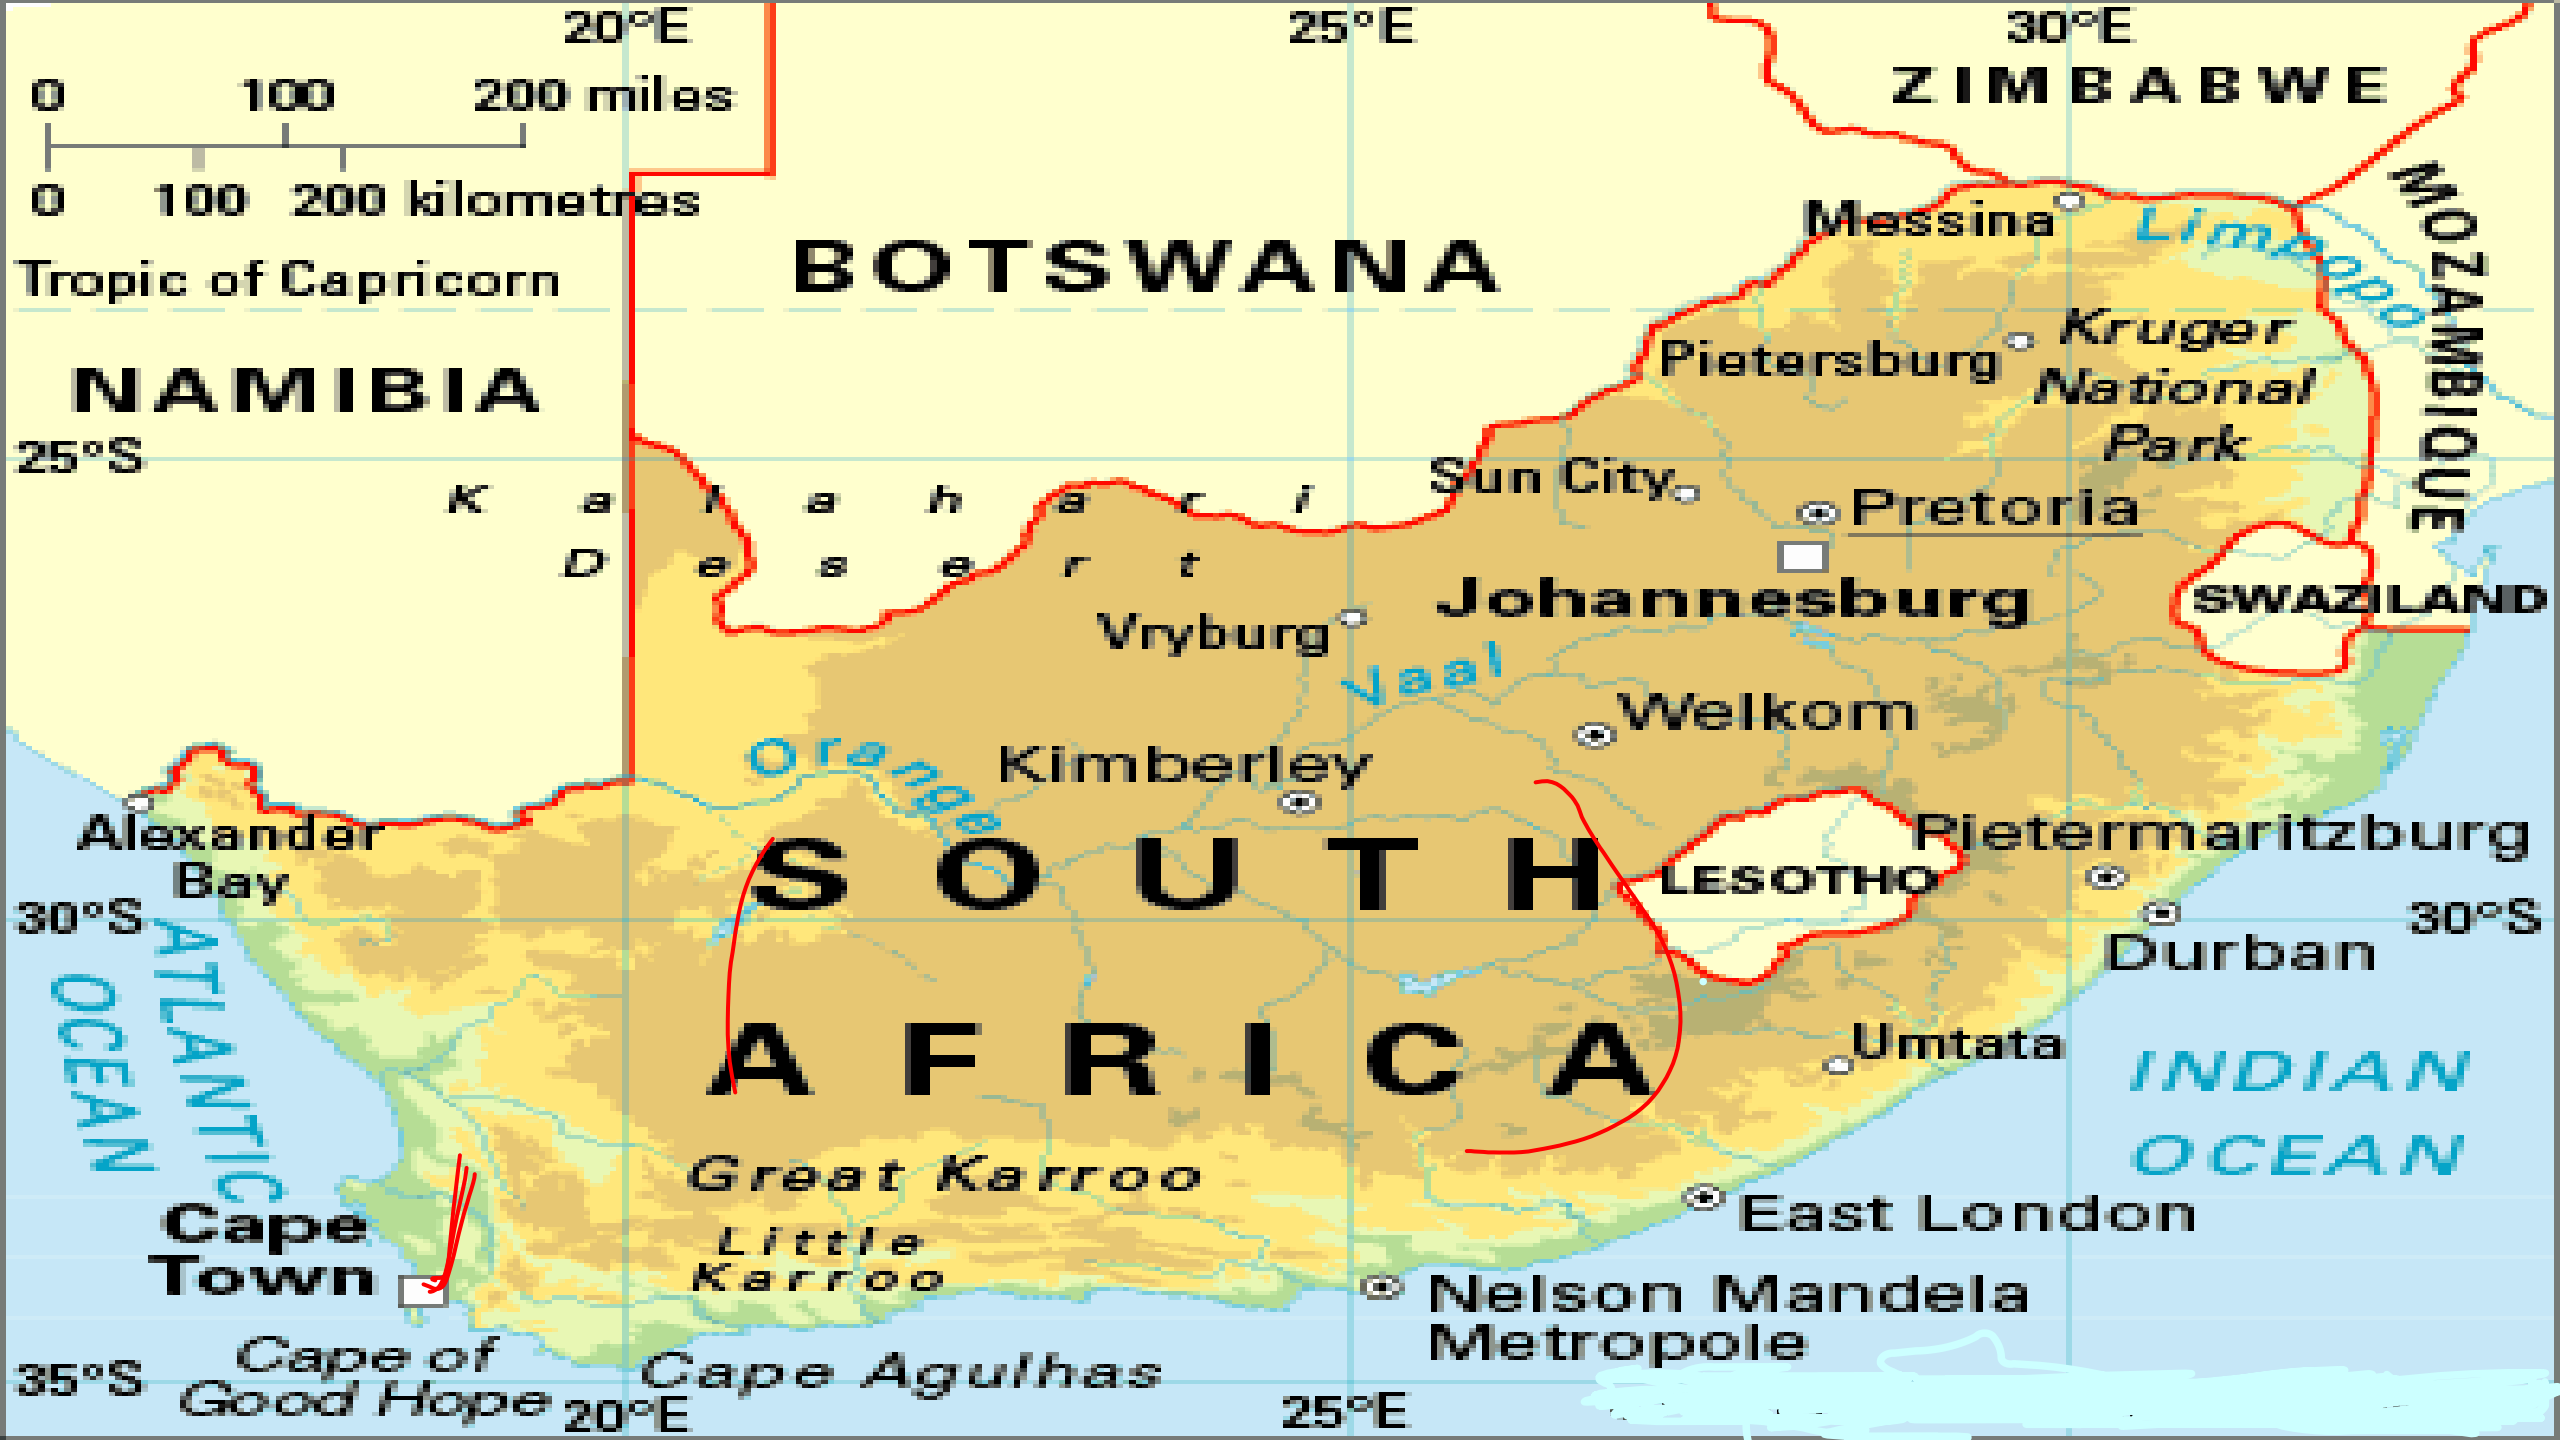 20°E 25°E 30°E
0 100 200 miles
0 100 200 kilometres
ZIMBABWE
Tropic of Capricorn
BOTSWANA
Messina
Limpopo
MOZAMBIQUE
NAMIBIA
Pietersburg
Kruger
National
Park
25°S
Kalahari
Desert
Sun City
Pretoria
Johannesburg
SWAZILAND
Vryburg
Vaal
Welkom
Orange
Kimberley
Alexander
Bay
SOUTH
AFRICA
LESOTHO
Pietermaritzburg
30°S 30°S
Durban
ATLANTIC
OCEAN
Umtata
INDIAN
OCEAN
Great Karroo
Little
Karroo
Cape
Town
East London
Nelson Mandela
Metropole
Cape of
Good Hope
Cape Agulhas
35°S
20°E 25°E